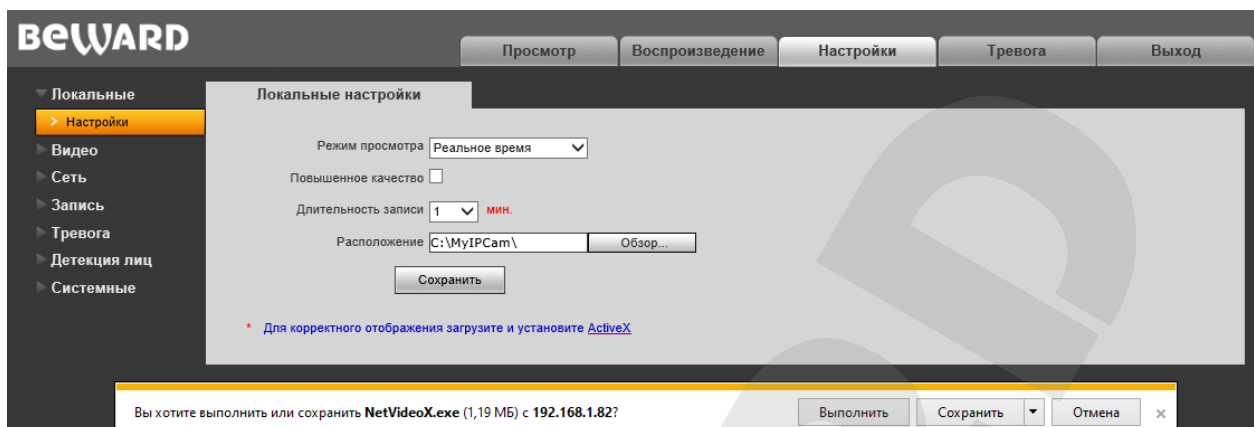 BEWARD
Просмотр Воспроизведение Настройки Тревога Выход
Локальные
> Настройки
Видео
Сеть
Запись
Тревога
Детекция лиц
Системные
Локальные настройки
Режим просмотра Реальное время
Повышенное качество
Длительность записи 1 мин.
Расположение C:\MyIPCam\ Обзор...
Сохранить
* Для корректного отображения загрузите и установите ActiveX
Вы хотите выполнить или сохранить NetVideoX.exe (1,19 МБ) с 192.168.1.82? Выполнить Сохранить Отмена ×